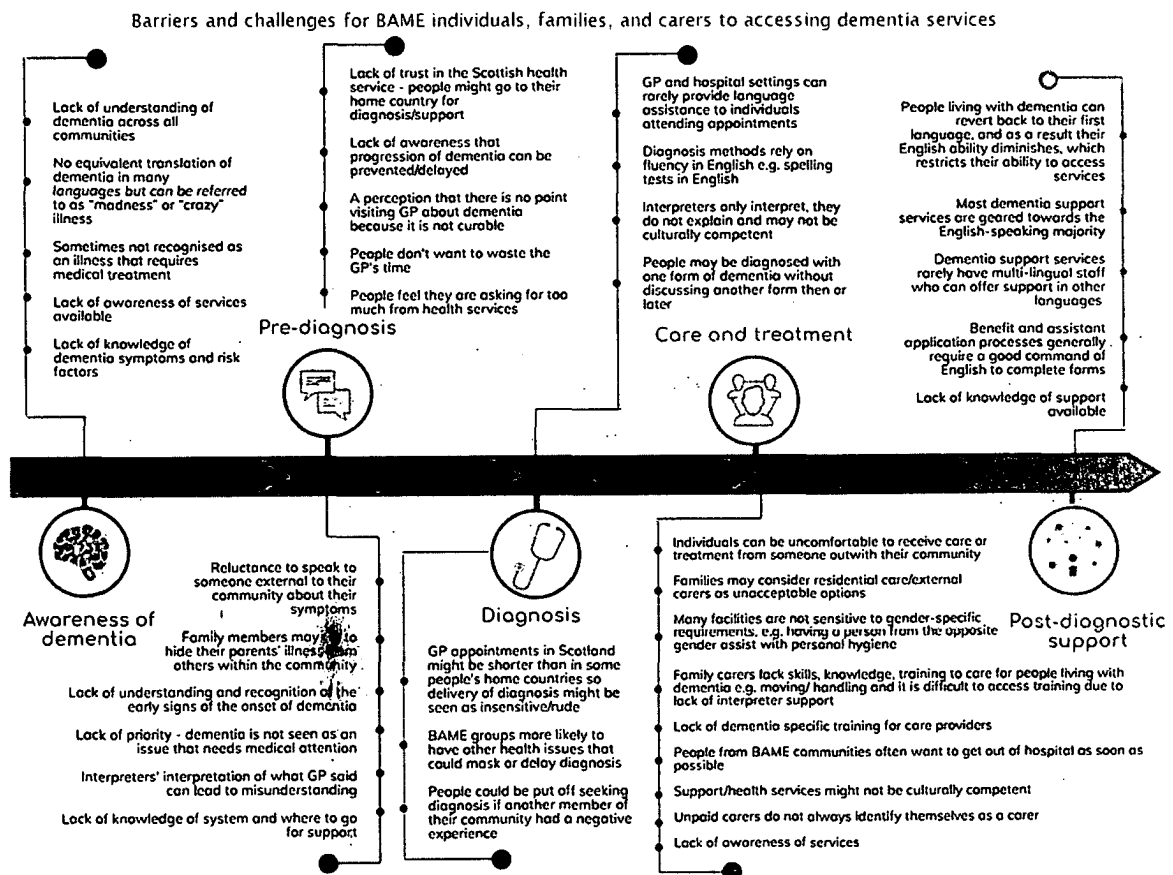 Barriers and challenges for BAME individuals, families, and carers to accessing dementia services
Lack of understanding of
dementia across all
communities
No equivalent translation of
dementia in many
languages but can be referred
to as "madness" or "crazy"
illness
Sometimes not recognised as
an illness that requires
medical treatment
Lack of awareness of services
available
Lack of knowledge of
dementia symptoms and risk
factors
Awareness of
dementia
Lack of trust in the Scottish health
service - people might go to their
home country for
diagnosis/support
Lack of awareness that
progression of dementia can be
prevented/delayed
A perception that there is no point
visiting GP about dementia
because it is not curable
People don't want to waste the
GP's time
People feel they are asking for too
much from health services
Pre-diagnosis
Reluctance to speak to
someone external to their
community about their
symptoms
Family members may to
hide their parents' illness
others within the community
Lack of understanding and recognition of the
early signs of the onset of dementia
Lack of priority - dementia is not seen as an
issue that needs medical attention
Interpreters' interpretation of what GP said
can lead to misunderstanding
Lack of knowledge of system and where to go
for support
GP and hospital settings can
rarely provide language
assistance to individuals
attending appointments
Diagnosis methods rely on
fluency in English e.g. spelling
tests in English
Interpreters only interpret, they
do not explain and may not be
culturally competent
People may be diagnosed with
one form of dementia without
discussing another form then or
later
Diagnosis
GP appointments in Scotland
might be shorter than in some
people's home countries so
delivery of diagnosis might be
seen as insensitive/rude
BAME groups more likely to
have other health issues that
could mask or delay diagnosis
People could be put off seeking
diagnosis if another member of
their community had a negative
experience
Care and treatment
Individuals can be uncomfortable to receive care or
treatment from someone outwith their community
Families may consider residential care/external
carers as unacceptable options
Many facilities are not sensitive to gender-specific
requirements, e.g. having a person from the opposite
gender assist with personal hygiene
Family carers lack skills, knowledge, training to care for people living with
dementia e.g. moving/ handling and it is difficult to access training due to
lack of interpreter support
Lack of dementia specific training for care providers
People from BAME communities often want to get out of hospital as soon as
possible
Support/health services might not be culturally competent
Unpaid carers do not always identify themselves as a carer
Lack of awareness of services
People living with dementia can
revert back to their first
language, and as a result their
English ability diminishes, which
restricts their ability to access
services
Most dementia support
services are geared towards the
English-speaking majority
Dementia support services
rarely have multi-lingual staff
who can offer support in other
languages
Benefit and assistant
application processes generally
require a good command of
English to complete forms
Lack of knowledge of support
available
Post-diagnostic
support